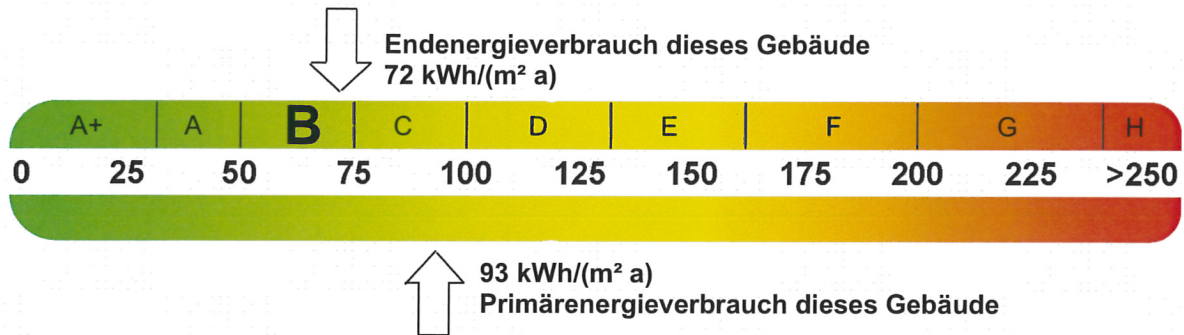 Endenergieverbrauch dieses Gebäude
72 kWh/(m² a)
A+ A B C D E F G H
0 25 50 75 100 125 150 175 200 225 >250
93 kWh/(m² a)
Primärenergieverbrauch dieses Gebäude